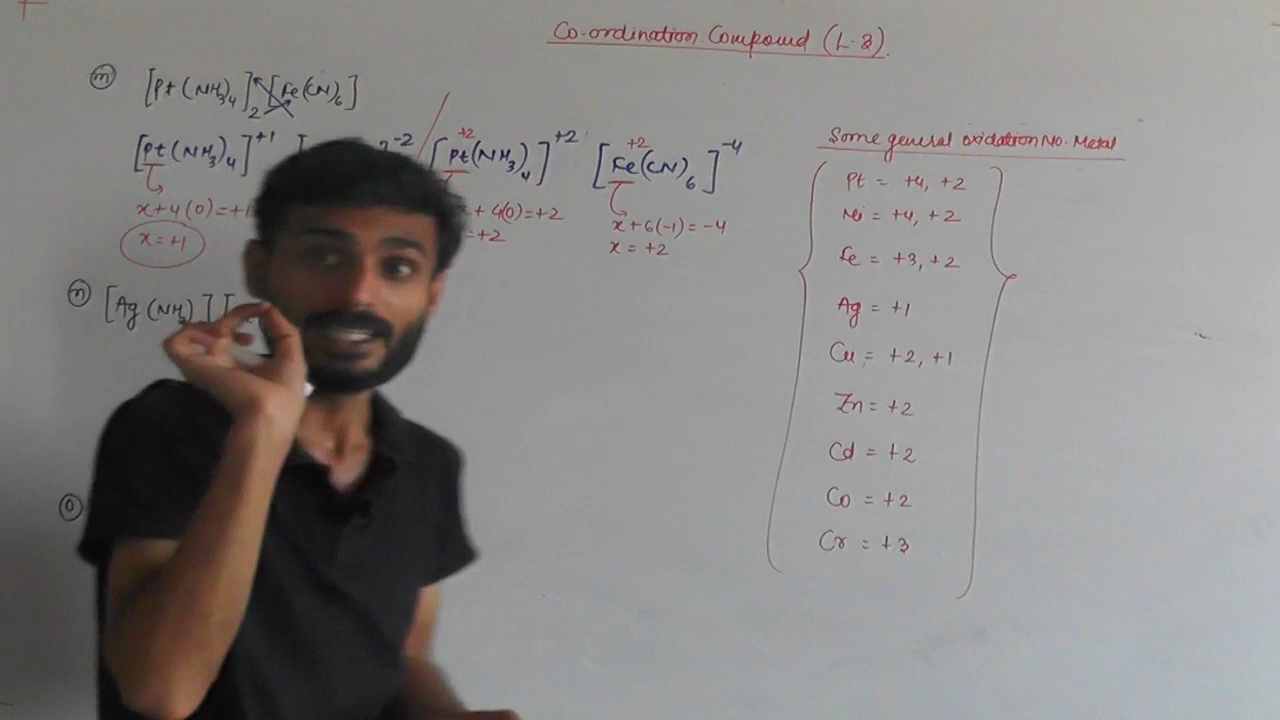 Co-ordination Compound (L-8).
(m) [Pt(NH3)4]2 [Fe(CN)6]
[Pt(NH3)4]+1 [ ]-2 / [Pt(NH3)4]+2 [Fe(CN)6]-4
+2 +2
x+4(0)=+1
x=+1
x+4(0)=+2
=+2
x+6(-1)=-4
x=+2
(n) [Ag(NH3)] [
(o)
Some general oxidation No. Metal
Pt = +4, +2
Ni = +4, +2
Fe = +3, +2
Ag = +1
Cu = +2, +1
Zn = +2
Cd = +2
Co = +2
Cr = +3